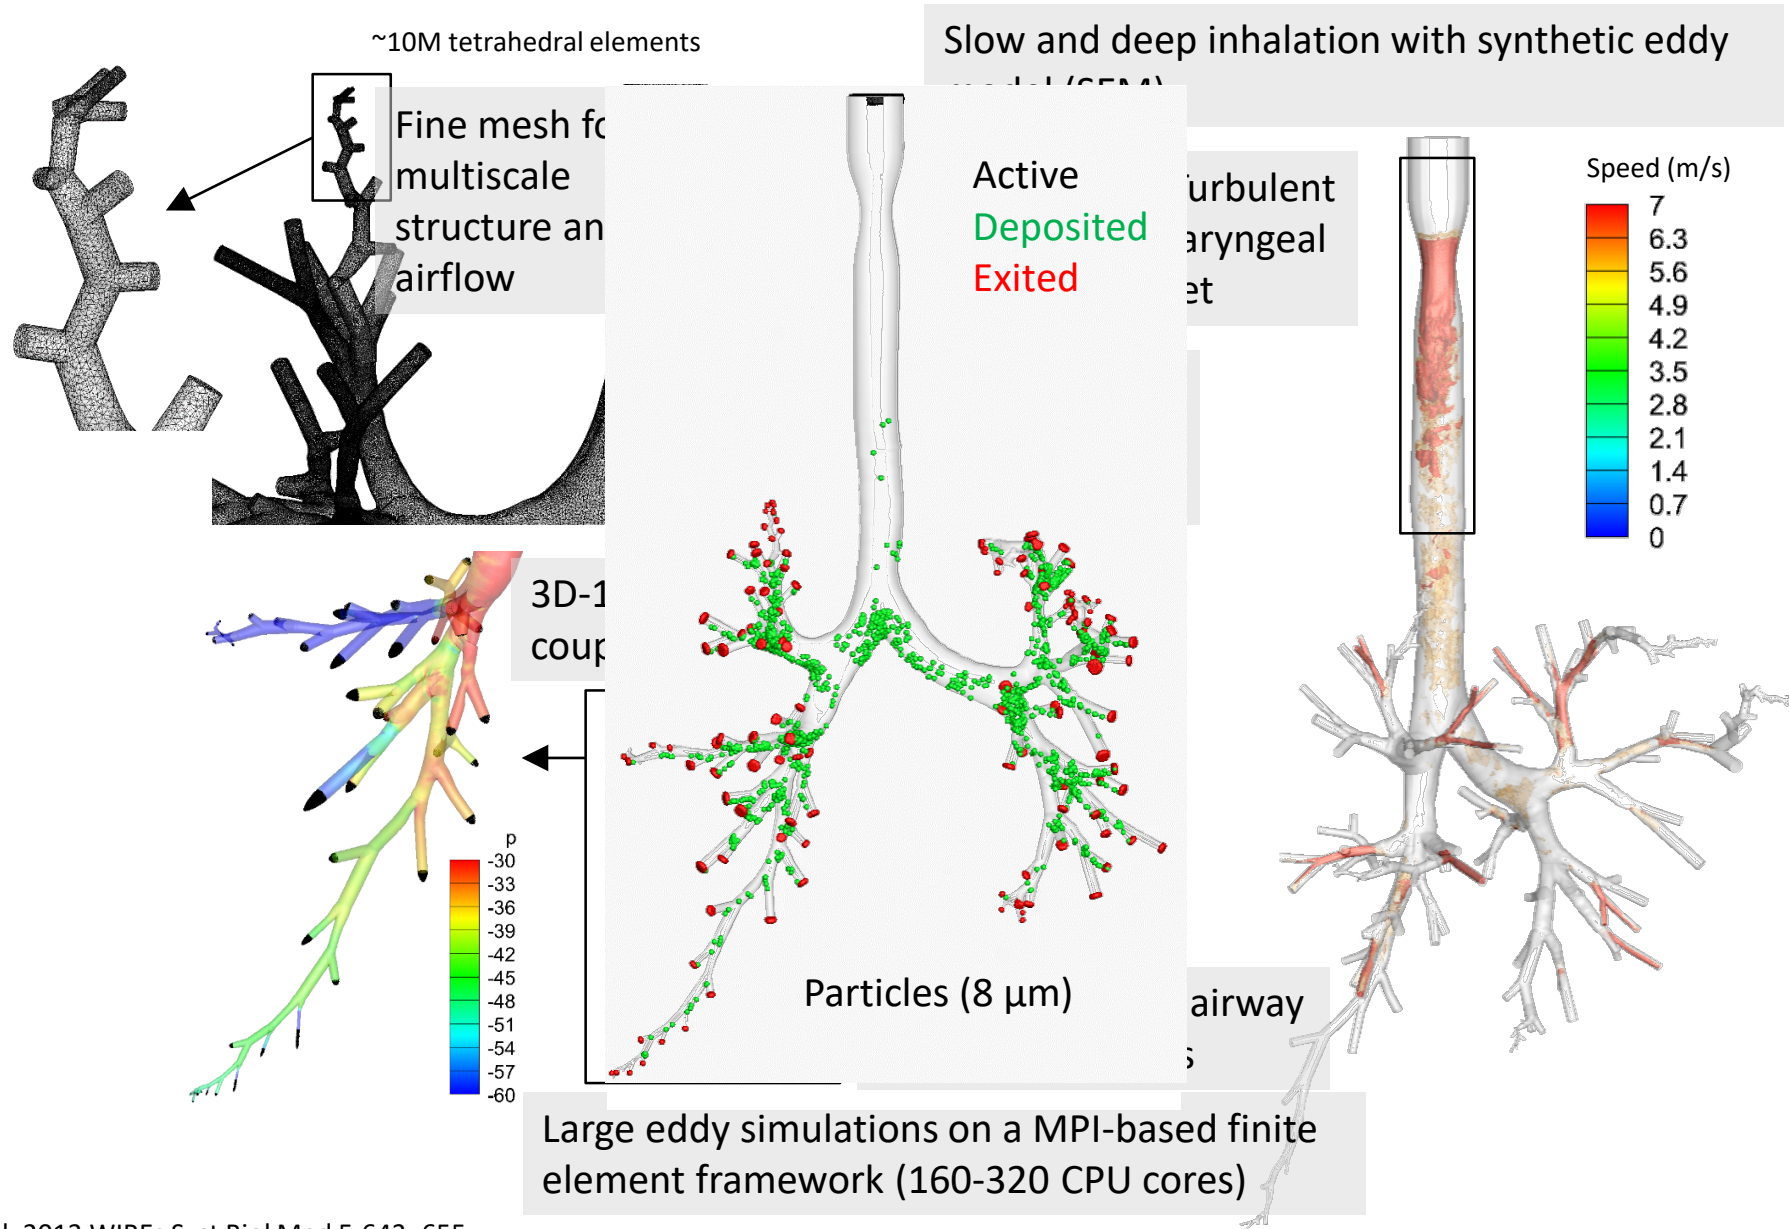 ~10M tetrahedral elements
Slow and deep inhalation with synthetic eddy
model (SEM)
Fine mesh fo
multiscale
structure an
airflow
Active
Deposited
Exited
urbulent
aryngeal
et
Speed (m/s)
7
6.3
5.6
4.9
4.2
3.5
2.8
2.1
1.4
0.7
0
3D-1
coup
p
-30
-33
-36
-39
-42
-45
-48
-51
-54
-57
-60
Particles (8 µm)
airway
s
Large eddy simulations on a MPI-based finite
element framework (160-320 CPU cores)